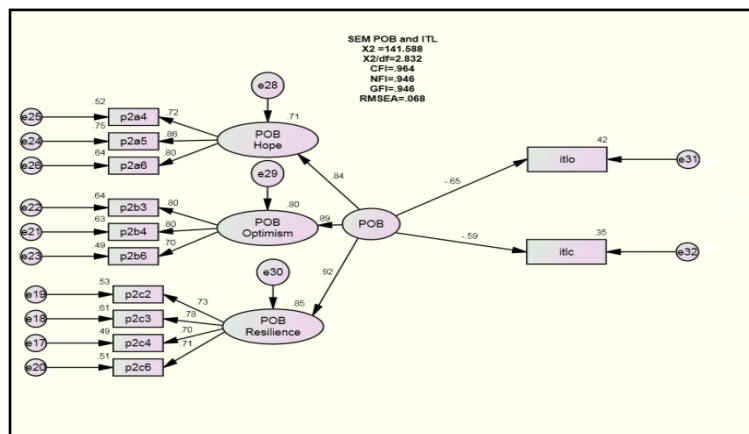 SEM POB and ITL
X2 =141.588
X2/df=2.832
CFI=.964
NFI=.946
GFI=.946
RMSEA=.068
e28
.52
e25
p2a4
.72
.71
.75
e24
p2a5
.86
POB
Hope
.64
e26
p2a6
.80
.84
e29
.64
e22
p2b3
.80
.80
.63
e21
p2b4
.80
POB
Optimism
.89
POB
.49
e23
p2b6
.70
-.65
.42
itlo
e31
-.59
.35
itlc
e32
.92
e30
.53
e19
p2c2
.73
.85
.61
e18
p2c3
.78
POB
Resilience
.49
e17
p2c4
.70
.71
.51
e20
p2c6